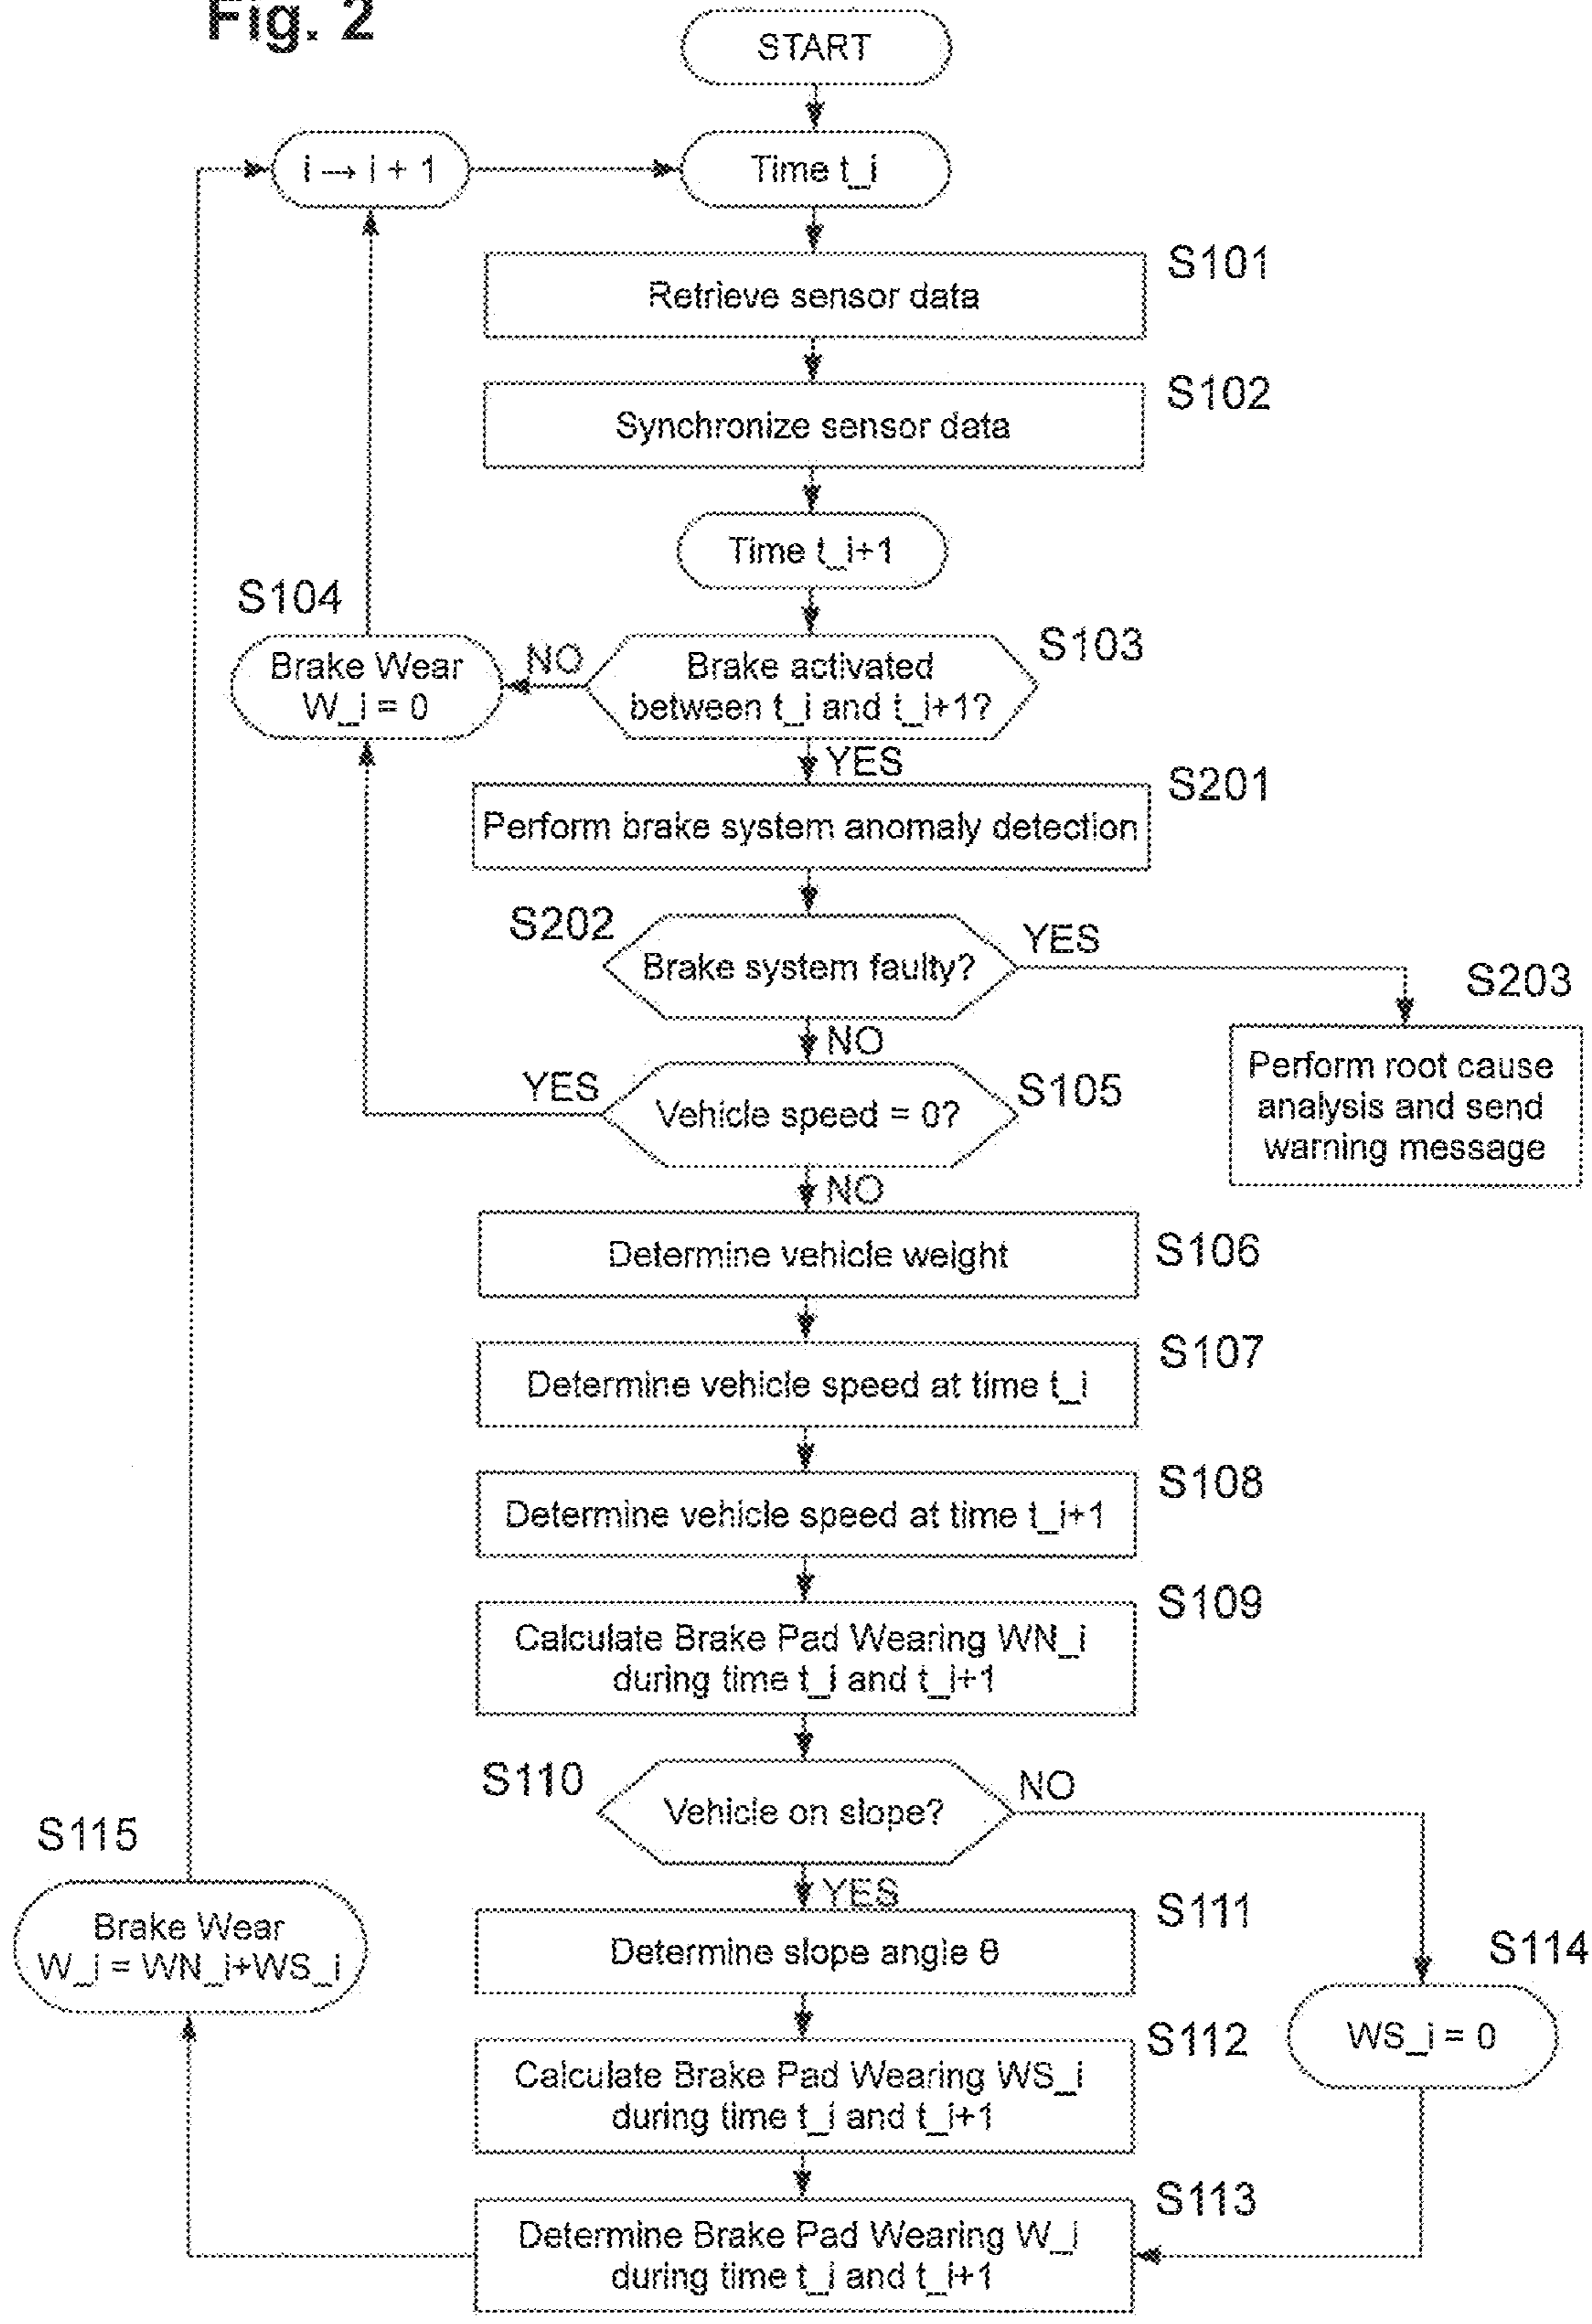 Fig. 2
START
i → i + 1
Time t_i
S101
Retrieve sensor data
S102
Synchronize sensor data
Time t_i+1
S104
Brake Wear
W_i = 0
NO
S103
Brake activated
between t_i and t_i+1?
YES
S201
Perform brake system anomaly detection
S202
Brake system faulty?
YES
S203
Perform root cause
analysis and send
warning message
NO
YES
Vehicle speed = 0?
S105
NO
Determine vehicle weight
S106
S107
Determine vehicle speed at time t_i
S108
Determine vehicle speed at time t_i+1
S109
Calculate Brake Pad Wearing WN_i
during time t_i and t_i+1
S110
Vehicle on slope?
NO
S115
Brake Wear
W_i = WN_i+WS_i
YES
S111
Determine slope angle θ
S114
WS_i = 0
S112
Calculate Brake Pad Wearing WS_i
during time t_i and t_i+1
S113
Determine Brake Pad Wearing W_i
during time t_i and t_i+1